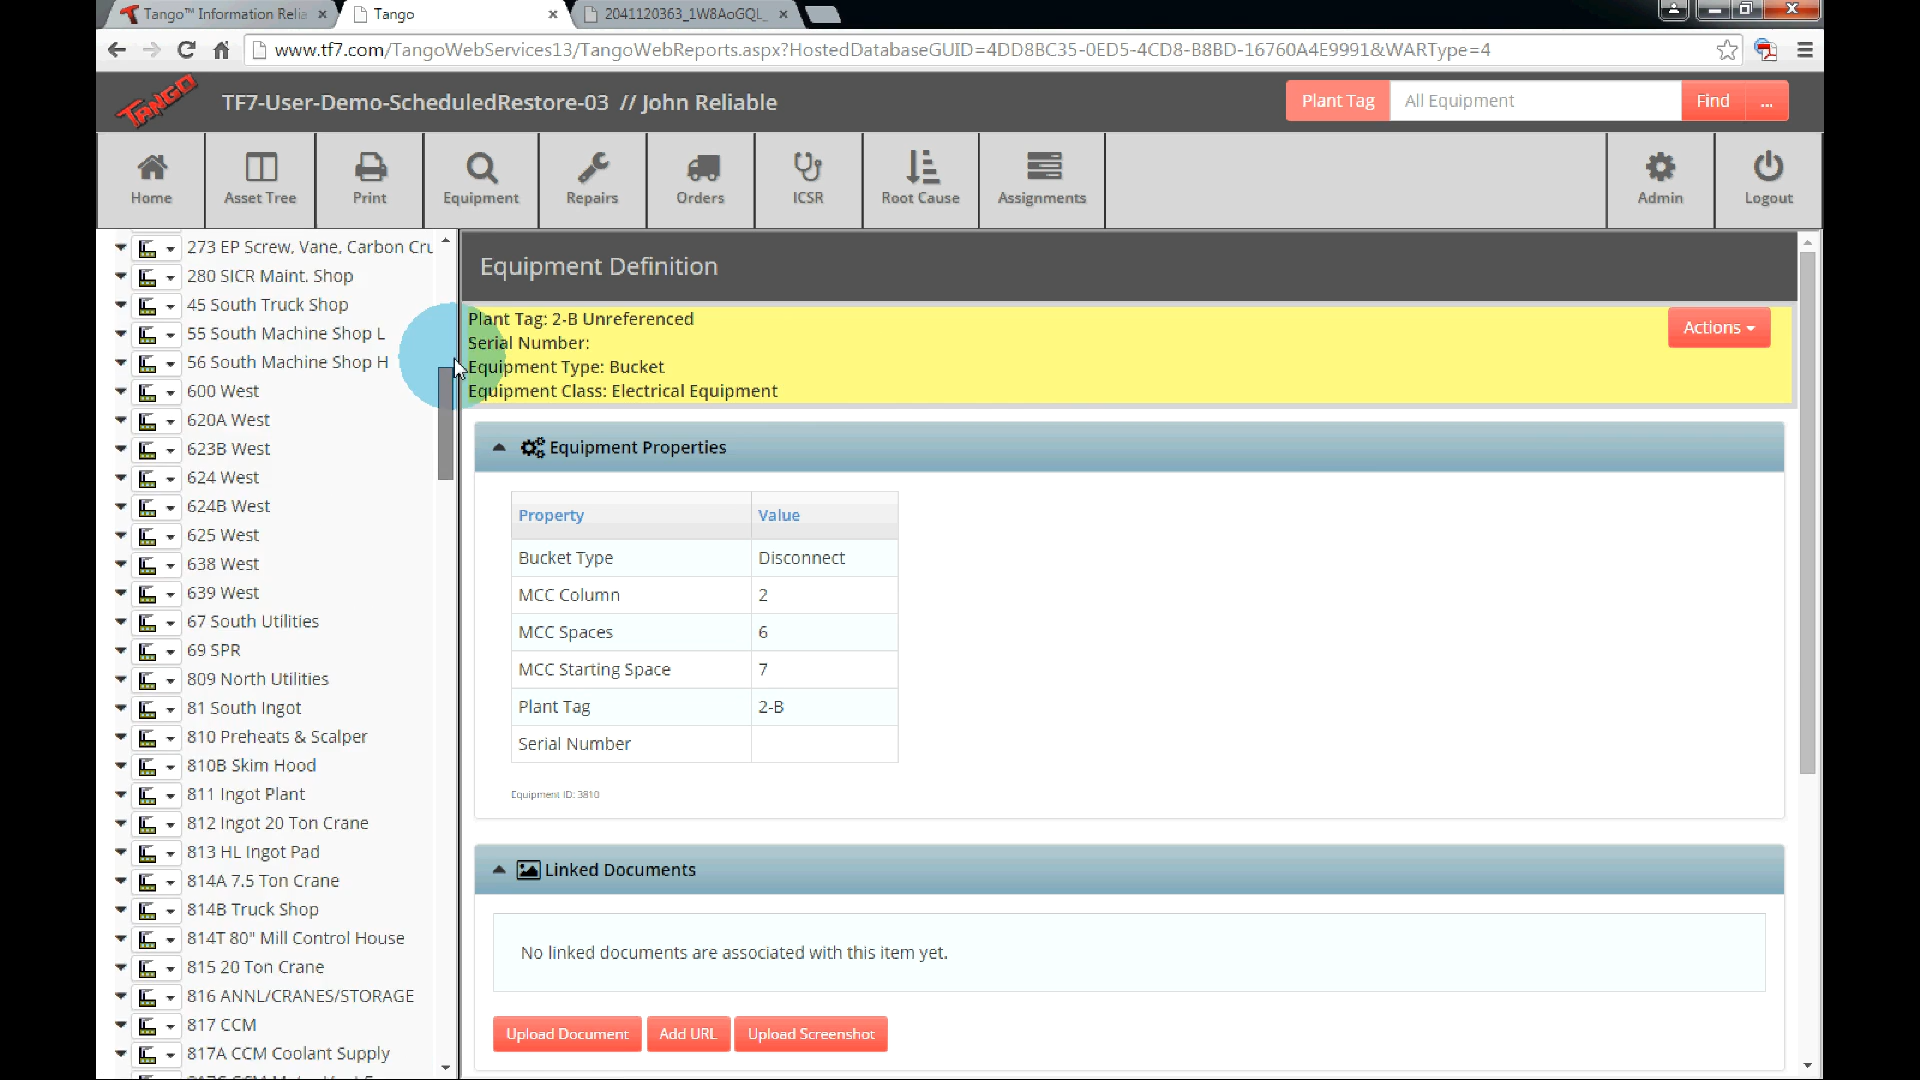 Tango™ Information Relia
Tango
2041120363_1W8AoGQL_
www.tf7.com/TangoWebServices13/TangoWebReports.aspx?HostedDatabaseGUID=4DD8BC35-0ED5-4CD8-B8BD-16760A4E9991&WARType=4
TANGO
TF7-User-Demo-ScheduledRestore-03 // John Reliable
Plant Tag
All Equipment
Find
...
Home
Asset Tree
Print
Equipment
Repairs
Orders
ICSR
Root Cause
Assignments
Admin
Logout
273 EP Screw, Vane, Carbon Cru
280 SICR Maint. Shop
45 South Truck Shop
55 South Machine Shop L
56 South Machine Shop H
600 West
620A West
623B West
624 West
624B West
625 West
638 West
639 West
67 South Utilities
69 SPR
809 North Utilities
81 South Ingot
810 Preheats & Scalper
810B Skim Hood
811 Ingot Plant
812 Ingot 20 Ton Crane
813 HL Ingot Pad
814A 7.5 Ton Crane
814B Truck Shop
814T 80" Mill Control House
815 20 Ton Crane
816 ANNL/CRANES/STORAGE
817 CCM
817A CCM Coolant Supply
Equipment Definition
Plant Tag: 2-B Unreferenced
Serial Number:
Equipment Type: Bucket
Equipment Class: Electrical Equipment
Actions
Equipment Properties
Property Value
Bucket Type Disconnect
MCC Column 2
MCC Spaces 6
MCC Starting Space 7
Plant Tag 2-B
Serial Number
Equipment ID: 3810
Linked Documents
No linked documents are associated with this item yet.
Upload Document
Add URL
Upload Screenshot